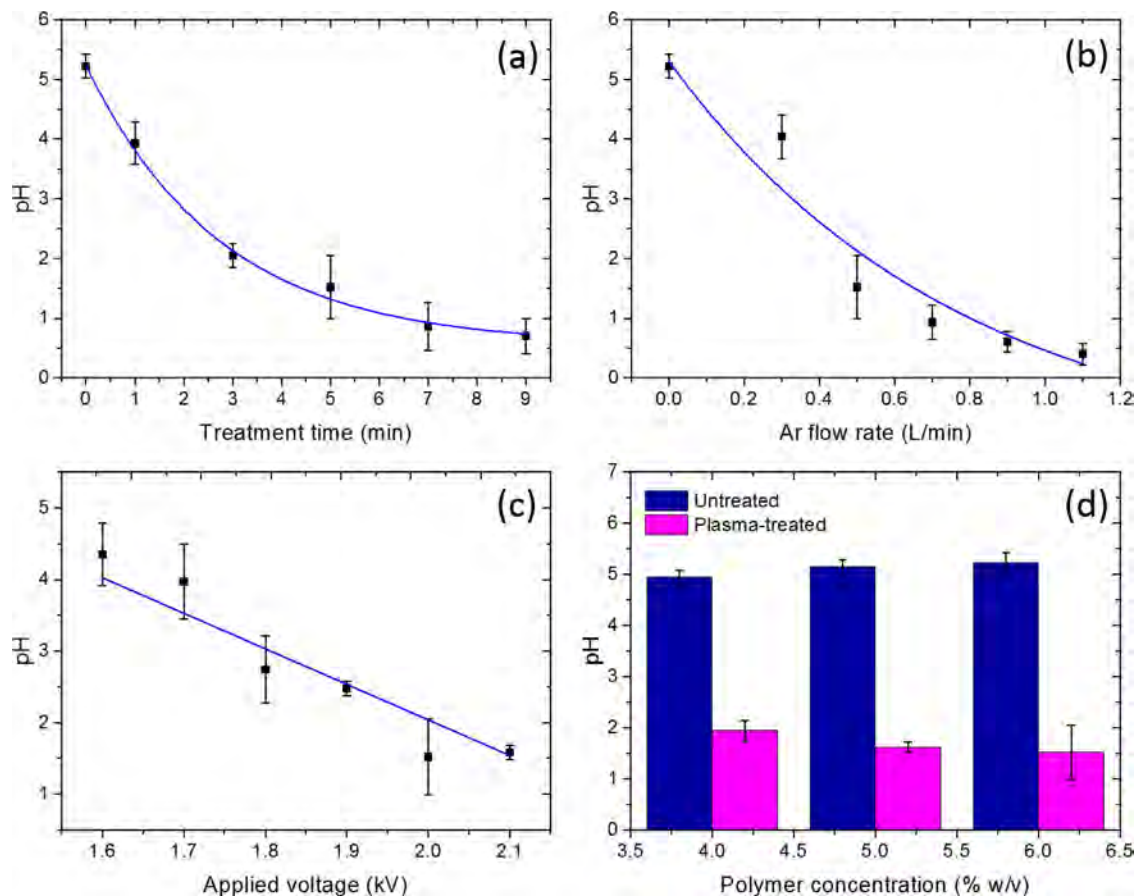 (a)
6
5
4
3
2
1
0
pH
0 1 2 3 4 5 6 7 8 9
Treatment time (min)
(b)
6
5
4
3
2
1
0
pH
0.0 0.2 0.4 0.6 0.8 1.0 1.2
Ar flow rate (L/min)
(c)
5
4
3
2
1
pH
1.6 1.7 1.8 1.9 2.0 2.1
Applied voltage (kV)
(d)
Untreated
Plasma-treated
7
6
5
4
3
2
1
0
pH
3.5 4.0 4.5 5.0 5.5 6.0 6.5
Polymer concentration (% w/v)